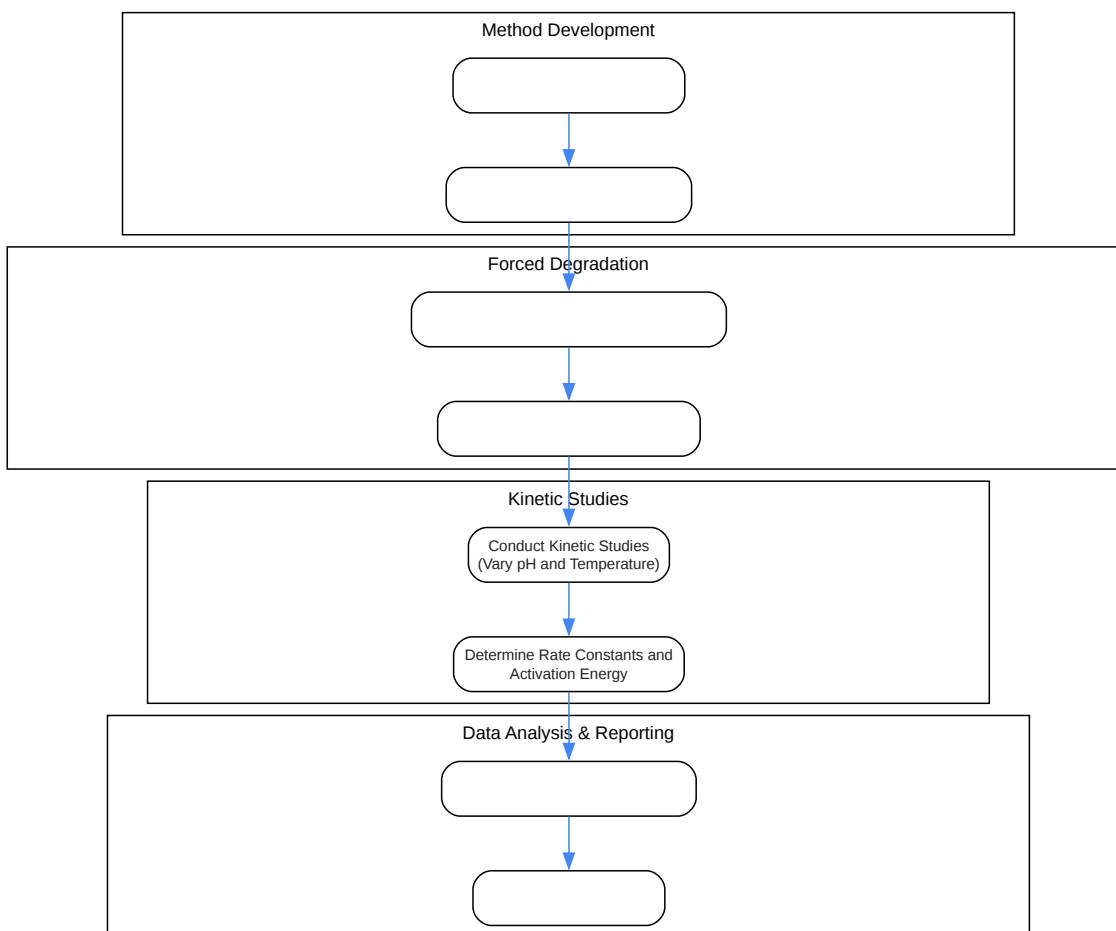 Method Development
Forced Degradation
Kinetic Studies
Conduct Kinetic Studies
(Vary pH and Temperature)
Determine Rate Constants and
Activation Energy
Data Analysis & Reporting